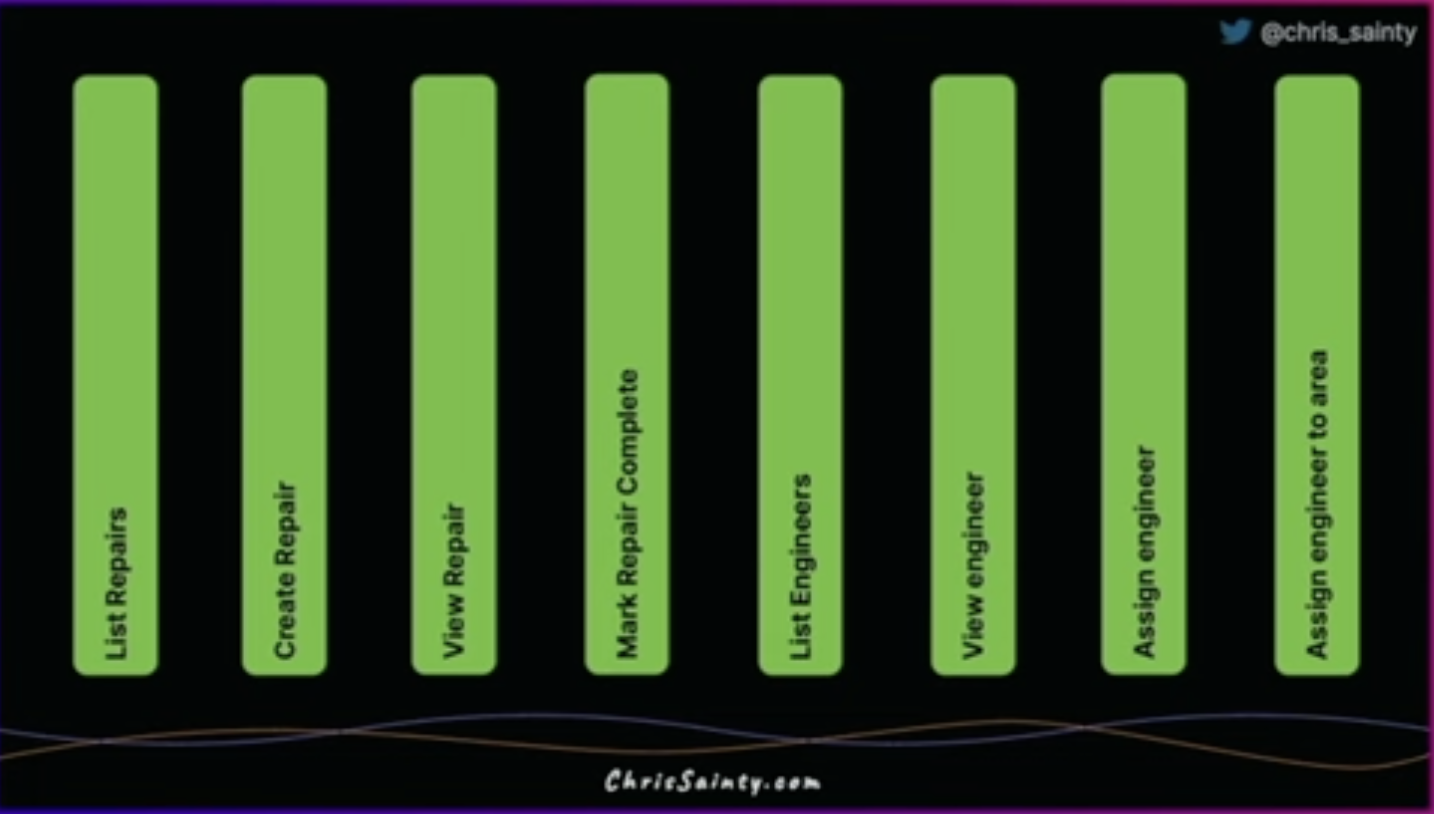 @chris_sainty
List Repairs
Create Repair
View Repair
Mark Repair Complete
List Engineers
View engineer
Assign engineer
Assign engineer to area
ChrisSainty.com